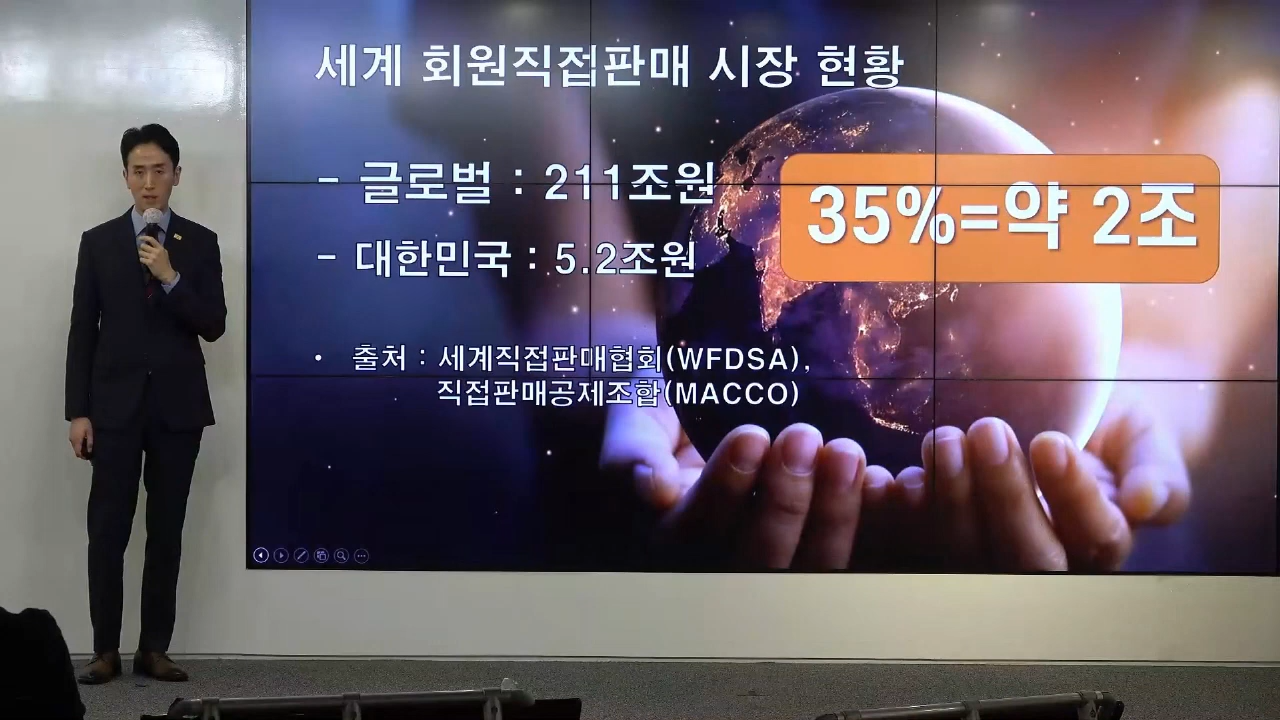 세계 회원직접판매 시장 현황
- 글로벌 : 211조원
35%=약 2조
- 대한민국 : 5.2조원
• 출처 : 세계직접판매협회(WFDSA),
직접판매공제조합(MACCO)